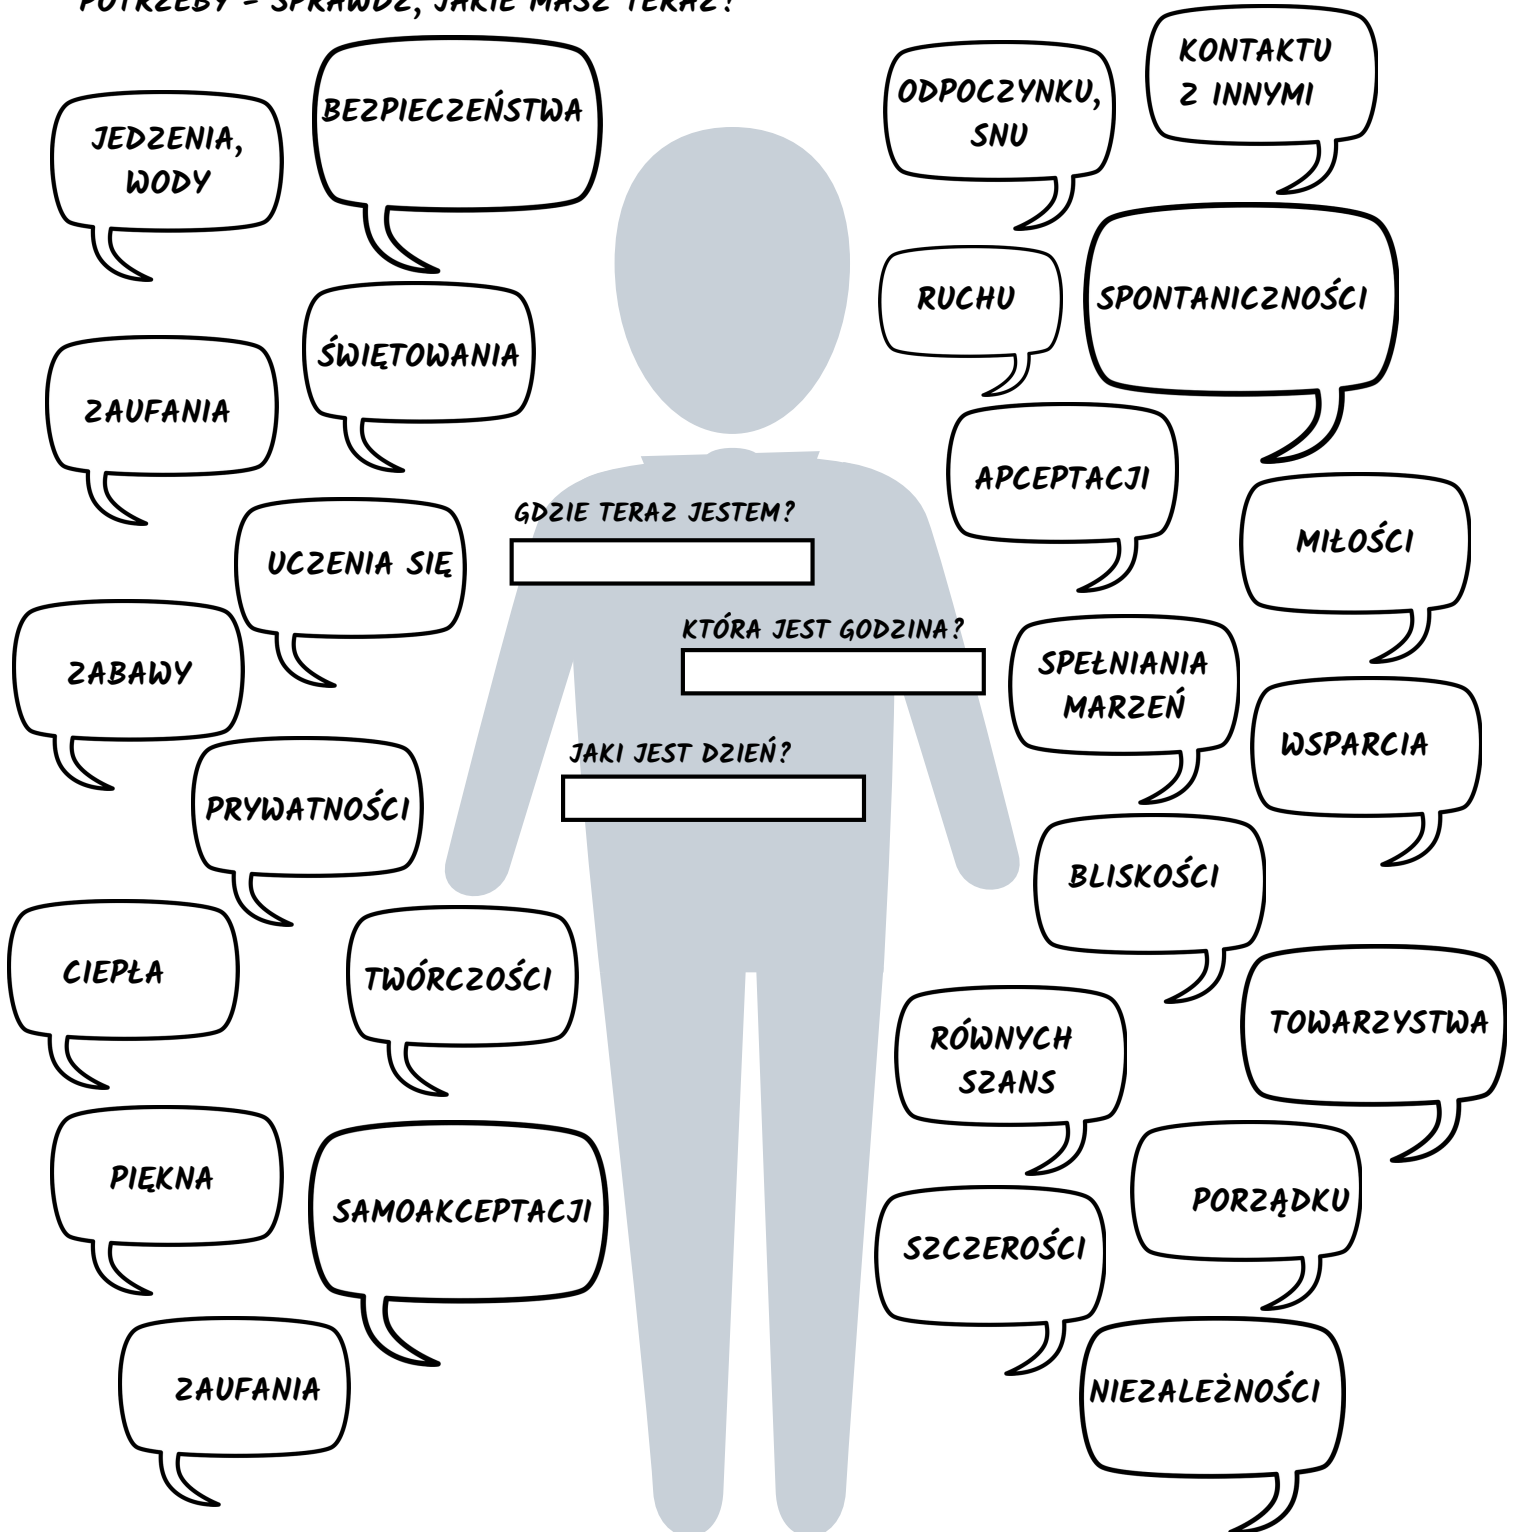 POTRZEBY - SPRAWDŹ, JAKIE MASZ TERAZ?
JEDZENIA,
WODY
BEZPIECZEŃSTWA
ODPOCZYNKU,
SNU
KONTAKTU
Z INNYMI
ZAUFANIA
ŚWIĘTOWANIA
RUCHU
SPONTANICZNOŚCI
UCZENIA SIĘ
GDZIE TERAZ JESTEM?
APCEPTACJI
MIŁOŚCI
ZABAWY
KTÓRA JEST GODZINA?
SPEŁNIANIA
MARZEŃ
WSPARCIA
PRYWATNOŚCI
JAKI JEST DZIEŃ?
BLISKOŚCI
CIEPŁA
TWÓRCZOŚCI
RÓWNYCH
SZANS
TOWARZYSTWA
PIĘKNA
SAMOAKCEPTACJI
SZCZEROŚCI
PORZĄDKU
ZAUFANIA
NIEZALEŻNOŚCI